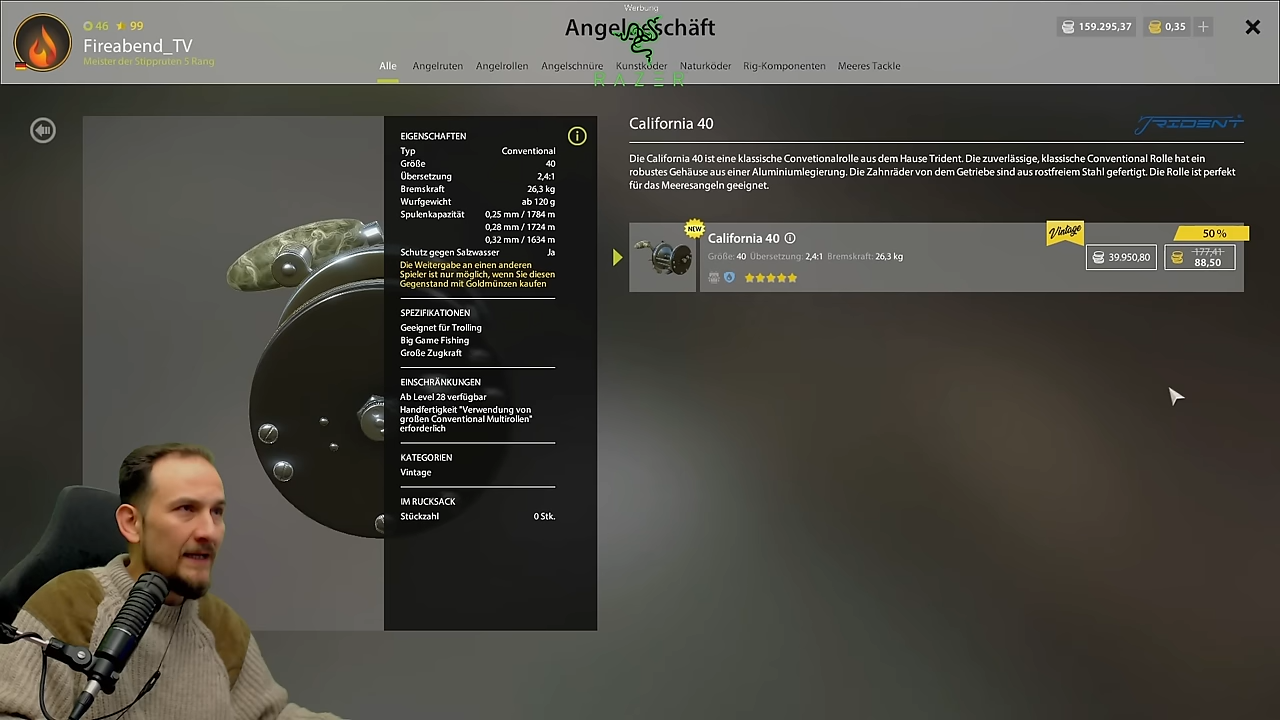 Werbung
Angelgeschäft
RAZER
46 99
Fireabend_TV
Meister der Stippruten 5 Rang
159.295,37
0,35 +
Alle Angelruten Angelrollen Angelschnüre Kunstköder Naturköder Rig-Komponenten Meeres Tackle
EIGENSCHAFTEN
Typ Conventional
Größe 40
Übersetzung 2,4:1
Bremskraft 26,3 kg
Wurfgewicht ab 120 g
Spulenkapazität 0,25 mm / 1784 m
0,28 mm / 1724 m
0,32 mm / 1634 m
Schutz gegen Salzwasser Ja
Die Weitergabe an einen anderen
Spieler ist nur möglich, wenn Sie diesen
Gegenstand mit Goldmünzen kaufen
SPEZIFIKATIONEN
Geeignet für Trolling
Big Game Fishing
Große Zugkraft
EINSCHRÄNKUNGEN
Ab Level 28 verfügbar
Handfertigkeit "Verwendung von
großen Conventional Multirollen"
erforderlich
KATEGORIEN
Vintage
IM RUCKSACK
Stückzahl 0 Stk.
California 40
TRIDENT
Die California 40 ist eine klassische Convetionalrolle aus dem Hause Trident. Die zuverlässige, klassische Conventional Rolle hat ein
robustes Gehäuse aus einer Aluminiumlegierung. Die Zahnräder von dem Getriebe sind aus rostfreiem Stahl gefertigt. Die Rolle ist perfekt
für das Meeresangeln geeignet.
NEW
California 40
Größe: 40 Übersetzung: 2,4:1 Bremskraft: 26,3 kg
Vintage
50 %
39.950,80
177,41
88,50